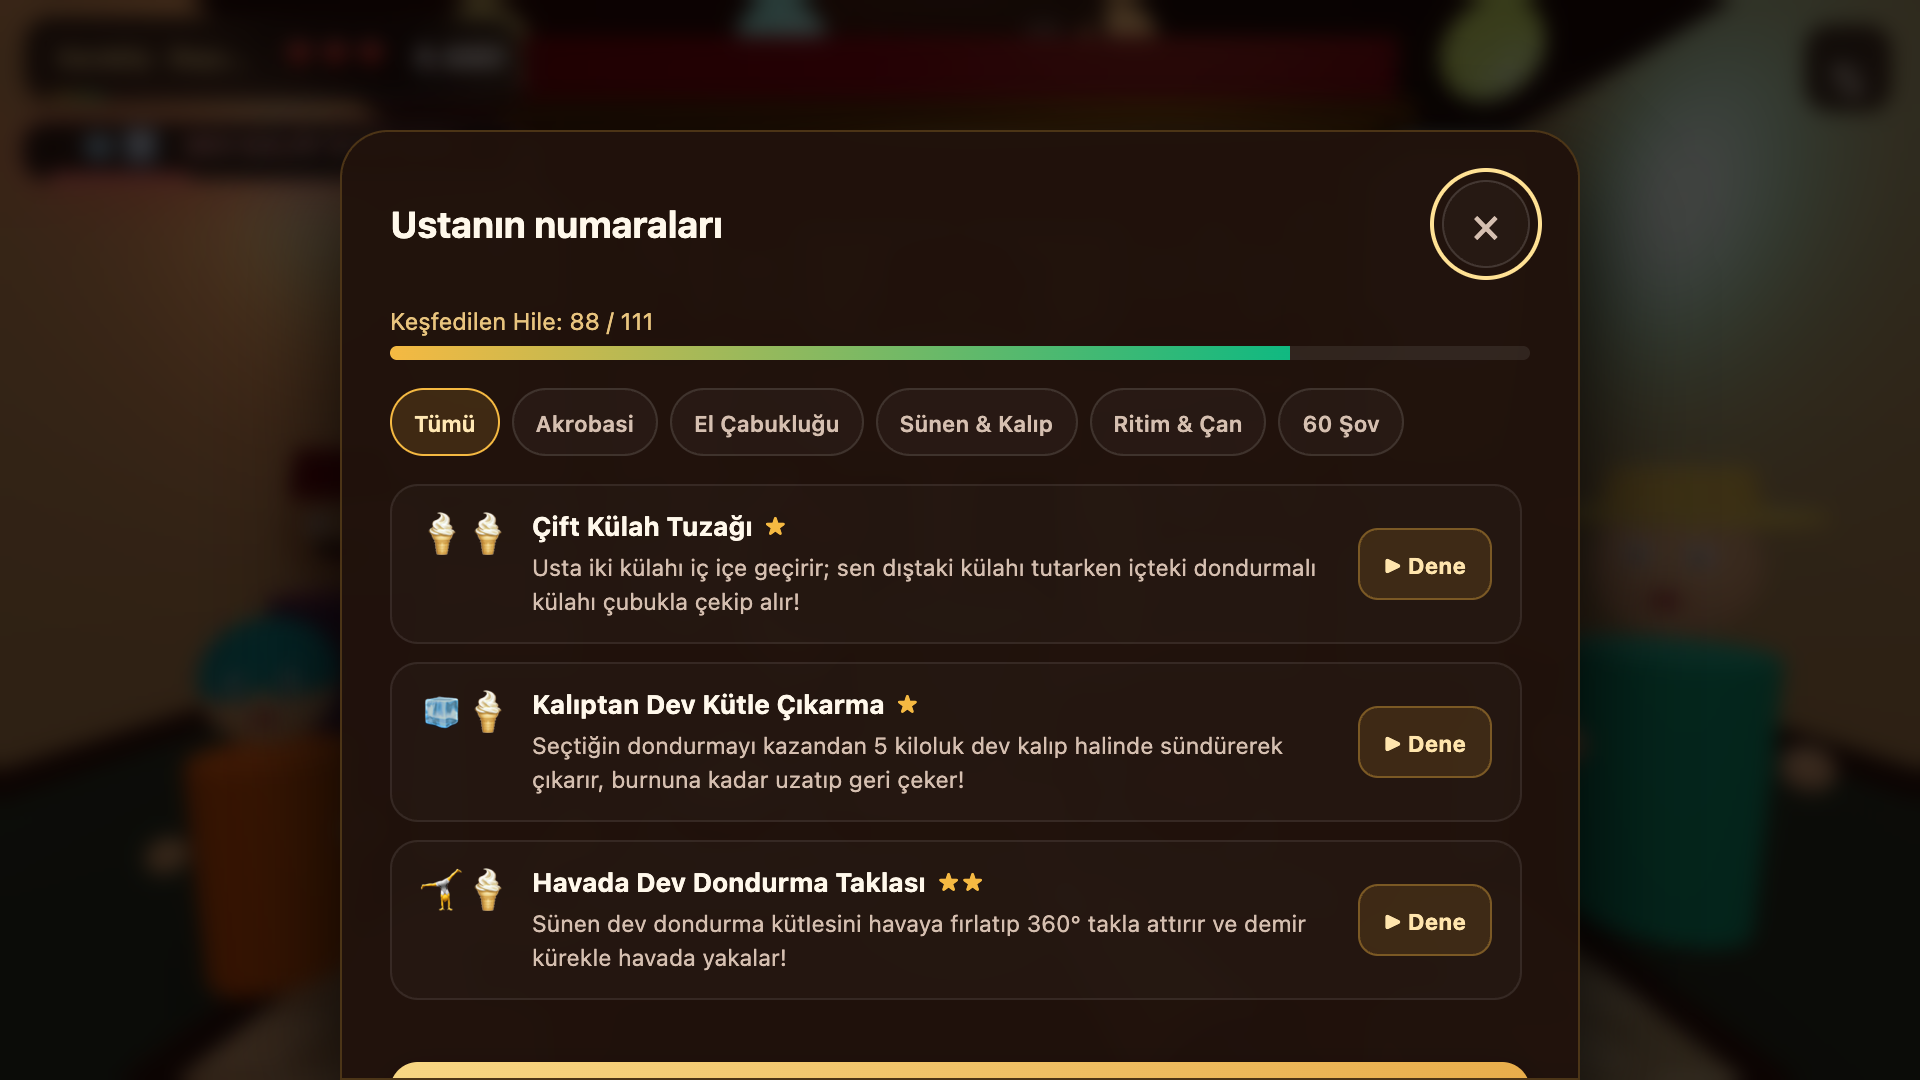 Ustanın numaraları
Keşfedilen Hile: 88 / 111
Tümü
Akrobasi
El Çabukluğu
Sünen & Kalıp
Ritim & Çan
60 Şov
Çift Külah Tuzağı
Usta iki külahı iç içe geçirir; sen dıştaki külahı tutarken içteki dondurmalı
külahı çubukla çekip alır!
Dene
Kalıptan Dev Kütle Çıkarma
Seçtiğin dondurmayı kazandan 5 kiloluk dev kalıp halinde sündürerek
çıkarır, burnuna kadar uzatıp geri çeker!
Dene
Havada Dev Dondurma Taklası
Sünen dev dondurma kütlesini havaya fırlatıp 360° takla attırır ve demir
kürekle havada yakalar!
Dene